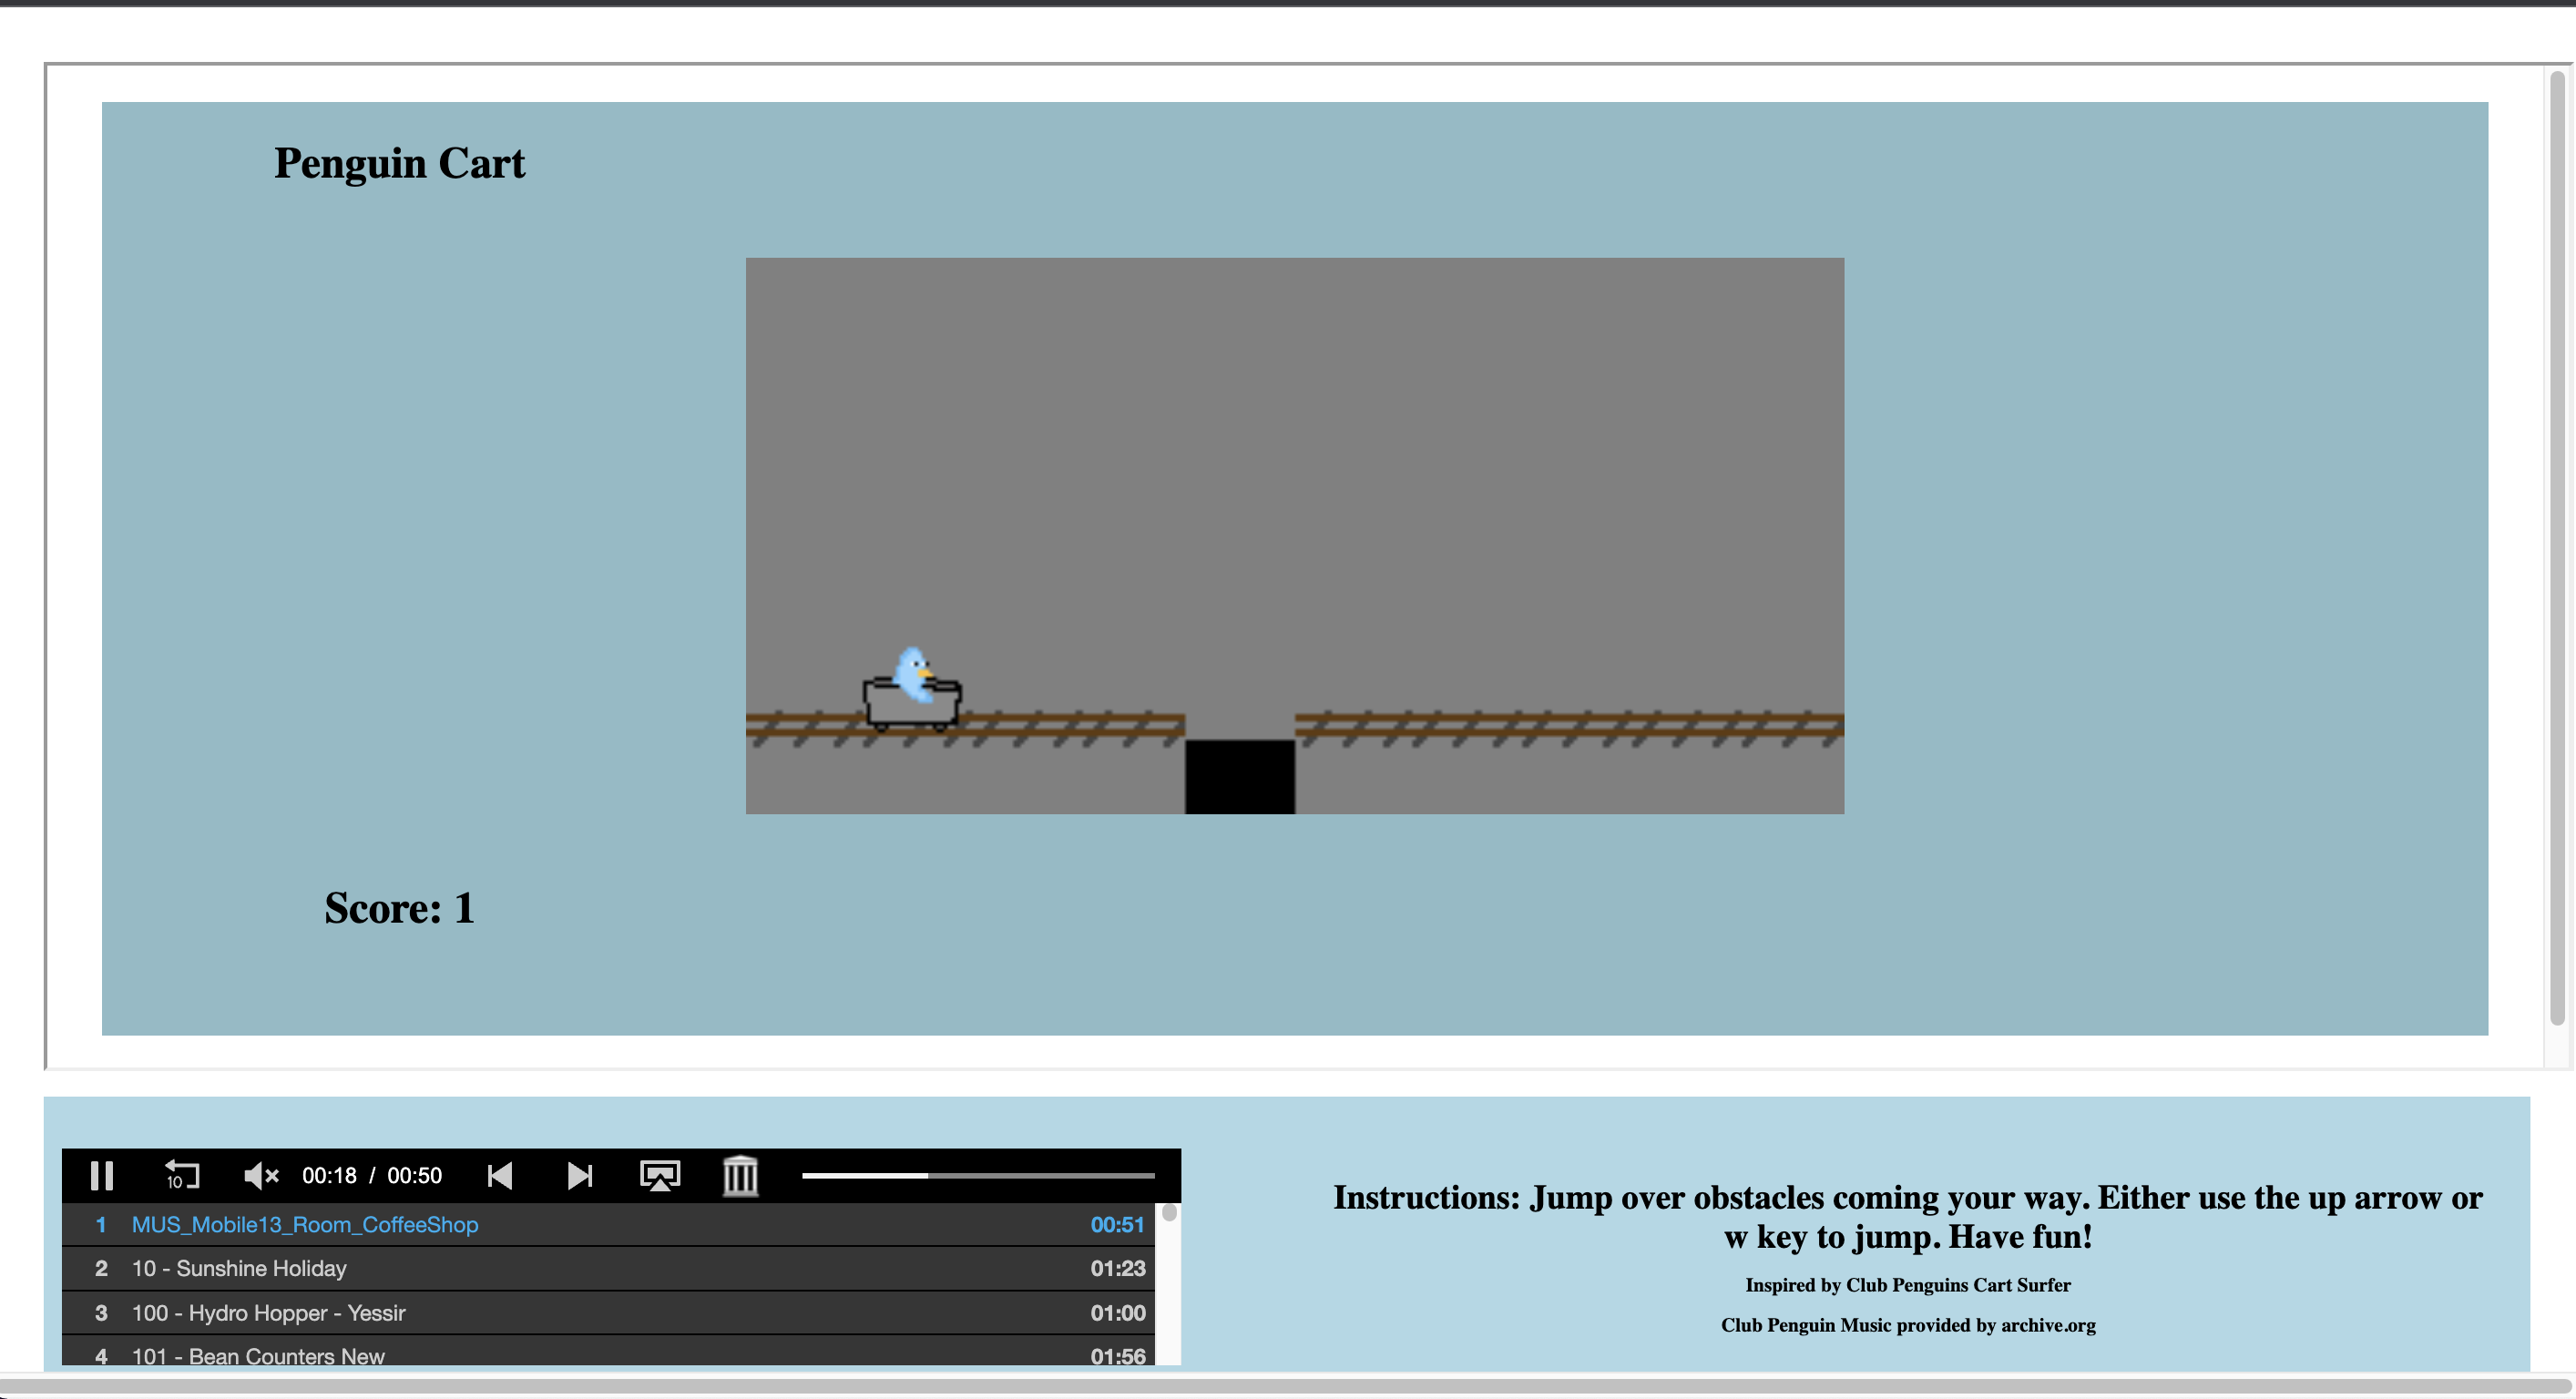 Penguin Cart
Score: 1
10
00:18 / 00:50
1 MUS_Mobile13_Room_CoffeeShop 00:51
2 10 - Sunshine Holiday 01:23
3 100 - Hydro Hopper - Yessir 01:00
4 101 - Bean Counters New 01:56
Instructions: Jump over obstacles coming your way. Either use the up arrow or
w key to jump. Have fun!
Inspired by Club Penguins Cart Surfer
Club Penguin Music provided by archive.org